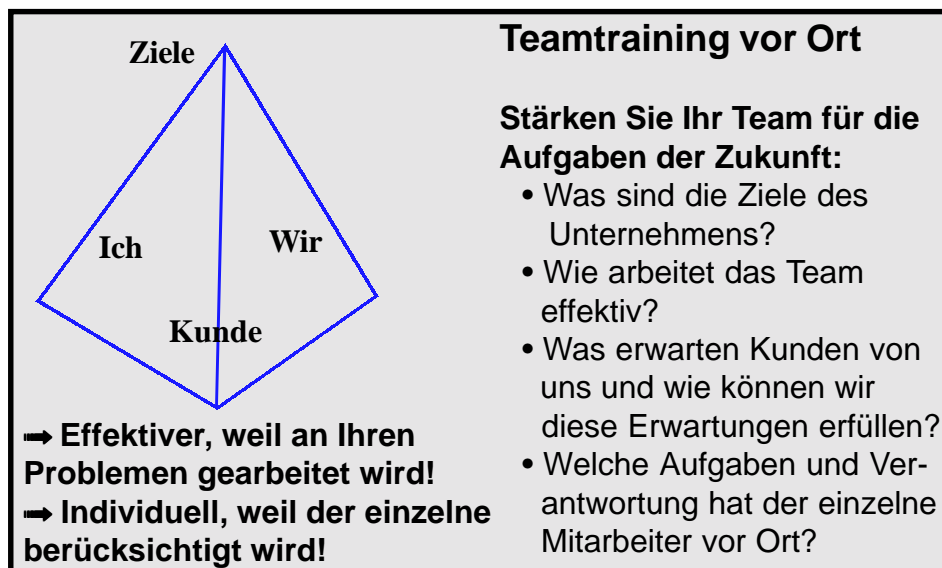 Ziele
Ich
Wir
Kunde
➟ Effektiver, weil an Ihren
Problemen gearbeitet wird!
➟ Individuell, weil der einzelne
berücksichtigt wird!
Teamtraining vor Ort
Stärken Sie Ihr Team für die
Aufgaben der Zukunft:
• Was sind die Ziele des
Unternehmens?
• Wie arbeitet das Team
effektiv?
• Was erwarten Kunden von
uns und wie können wir
diese Erwartungen erfüllen?
• Welche Aufgaben und Ver-
antwortung hat der einzelne
Mitarbeiter vor Ort?